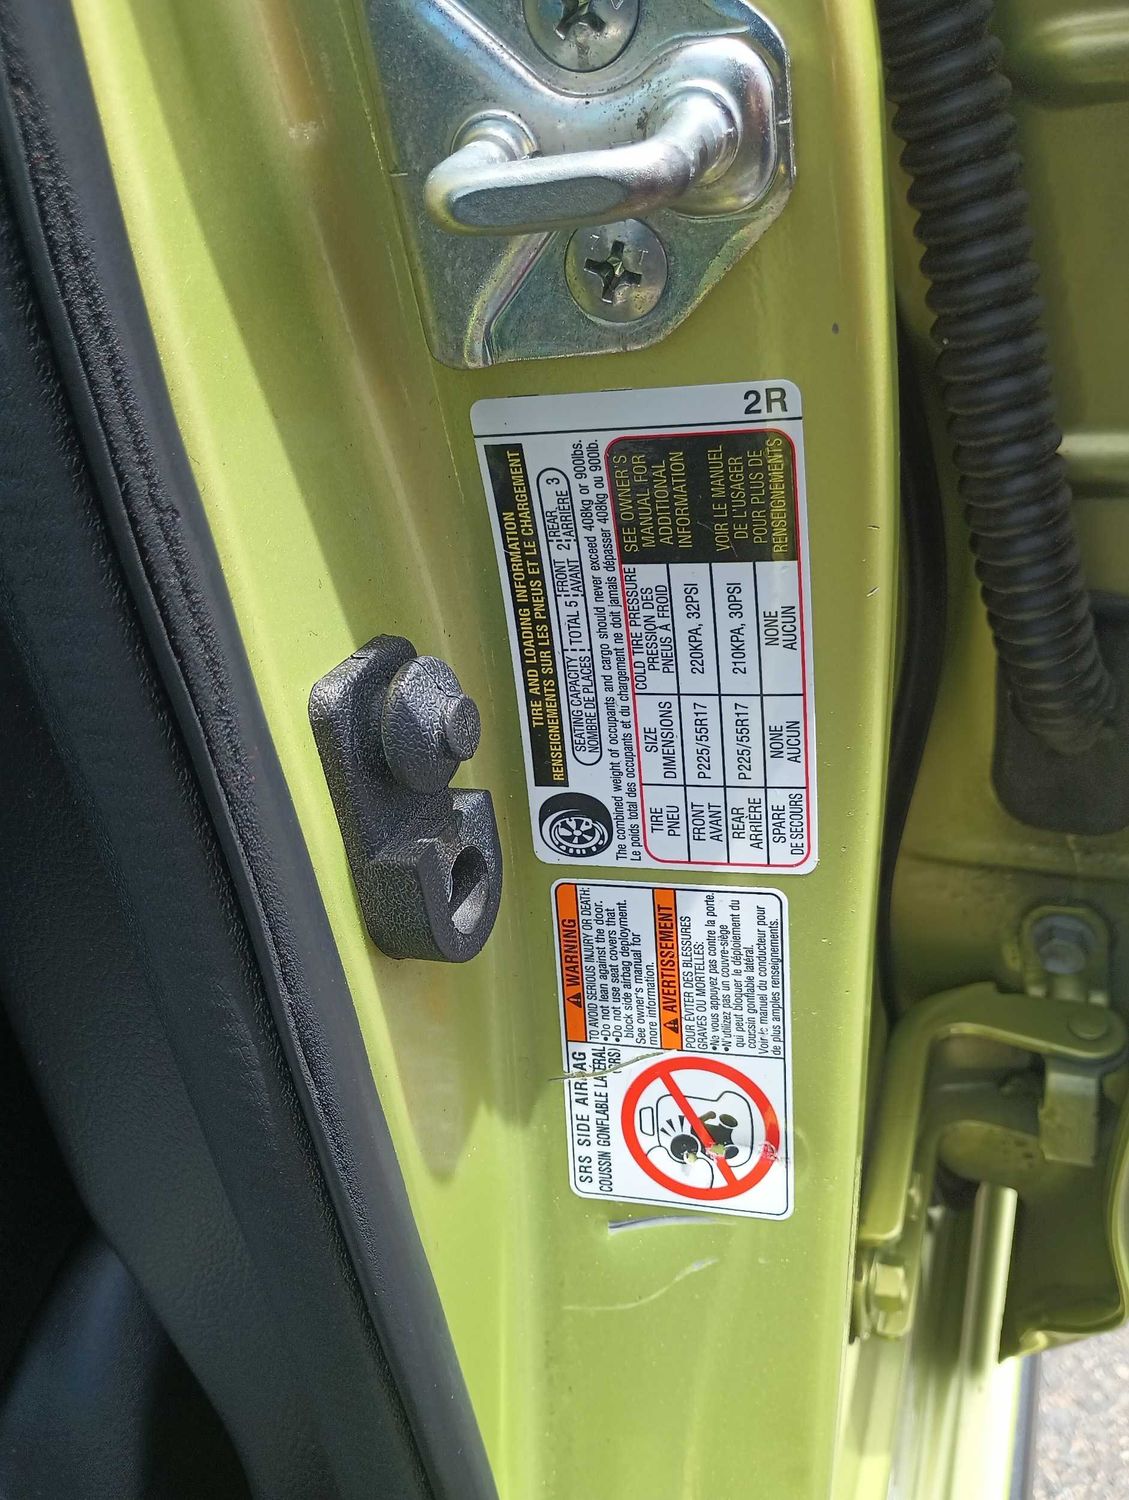 2R
TIRE AND LOADING INFORMATION
RENSEIGNEMENTS SUR LES PNEUS ET LE CHARGEMENT
SEATING CAPACITY TOTAL 5 FRONT 2 REAR 3
NOMBRE DE PLACES AVANT ARRIÈRE
The combined weight of occupants and cargo should never exceed 408kg or 900lbs.
Le poids total des occupants et du chargement ne doit jamais dépasser 408kg ou 900lb.
TIRE SIZE COLD TIRE PRESSURE
PNEU DIMENSIONS PRESSION DES
PNEUS À FROID
FRONT P225/55R17 220KPA, 32PSI
AVANT
REAR P225/55R17 210KPA, 30PSI
ARRIÈRE
SPARE NONE NONE
DE SECOURS AUCUN AUCUN
SEE OWNER'S
MANUAL FOR
ADDITIONAL
INFORMATION
VOIR LE MANUEL
DE L'USAGER
POUR PLUS DE
RENSEIGNEMENTS
SRS SIDE AIRBAG
COUSSIN GONFLABLE LATÉRAL
(SRS)
WARNING
TO AVOID SERIOUS INJURY OR DEATH:
•Do not lean against the door.
•Do not use seat covers that
block side airbag deployment.
See owner's manual for
more information.
AVERTISSEMENT
POUR ÉVITER DES BLESSURES
GRAVES OU MORTELLES:
•Ne vous appuyez pas contre la porte.
•N'utilizez pas un couvre-siège
qui peut bloquer le déploiement du
coussin gonflable latéral.
Voir le manuel du conducteur pour
de plus amples renseignements.